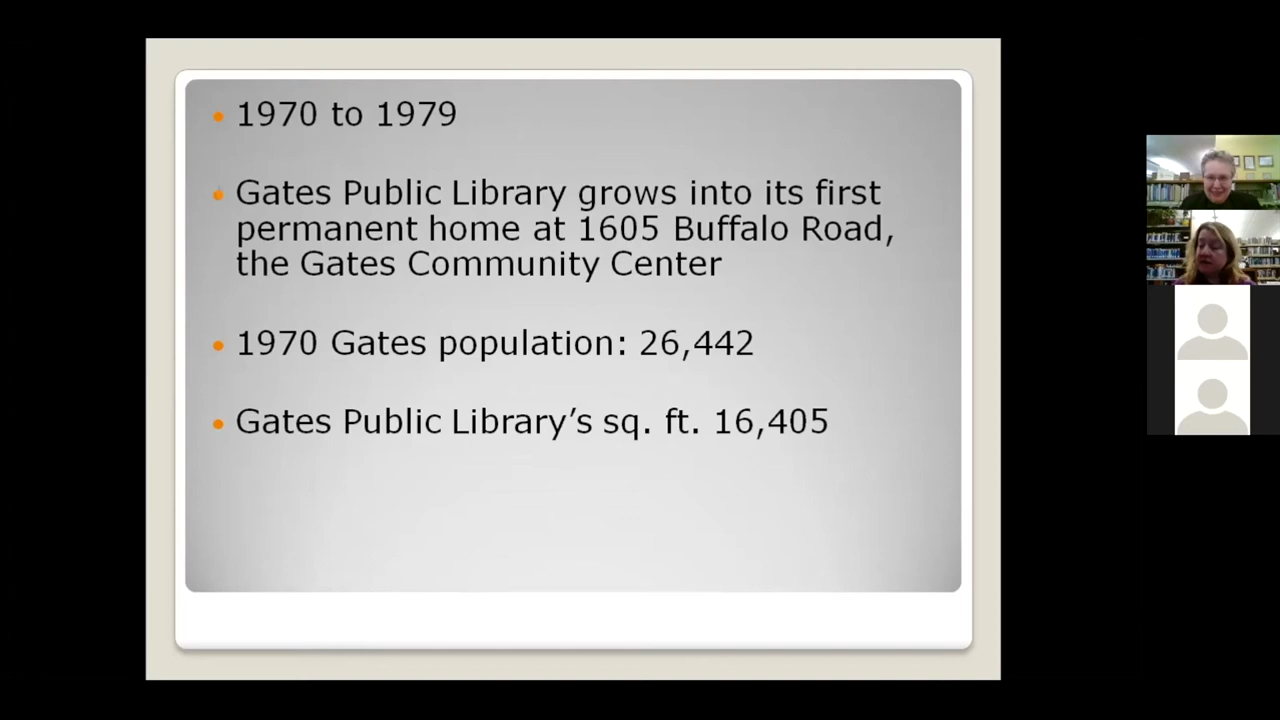 1970 to 1979
Gates Public Library grows into its first
permanent home at 1605 Buffalo Road,
the Gates Community Center
1970 Gates population: 26,442
Gates Public Library’s sq. ft. 16,405